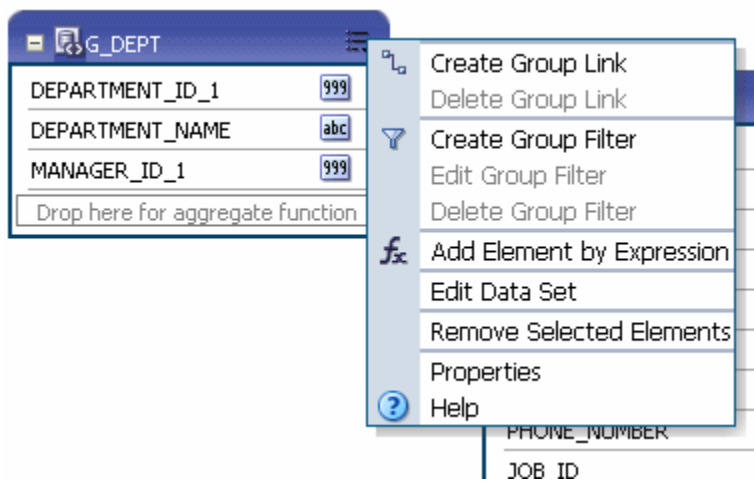 G_DEPT
DEPARTMENT_ID_1 999
DEPARTMENT_NAME abc
MANAGER_ID_1 999
Drop here for aggregate function
Create Group Link
Delete Group Link
Create Group Filter
Edit Group Filter
Delete Group Filter
fx Add Element by Expression
Edit Data Set
Remove Selected Elements
Properties
? Help
PHONE_NUMBER
JOB_ID